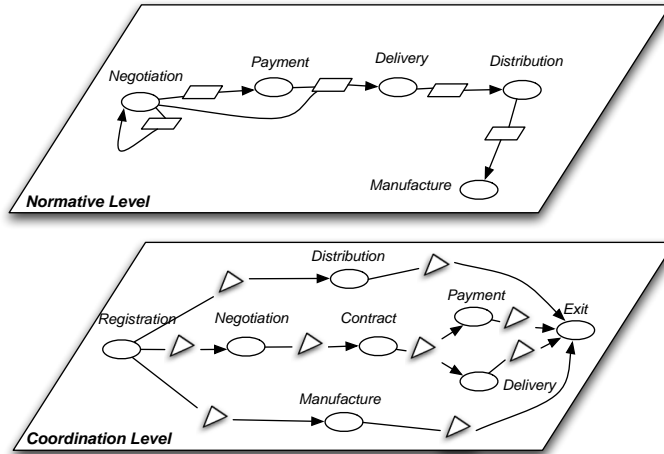 Payment
Delivery
Distribution
Negotiation
Manufacture
Normative Level
Distribution
Payment
Exit
Registration
Negotiation
Contract
Delivery
Manufacture
Coordination Level